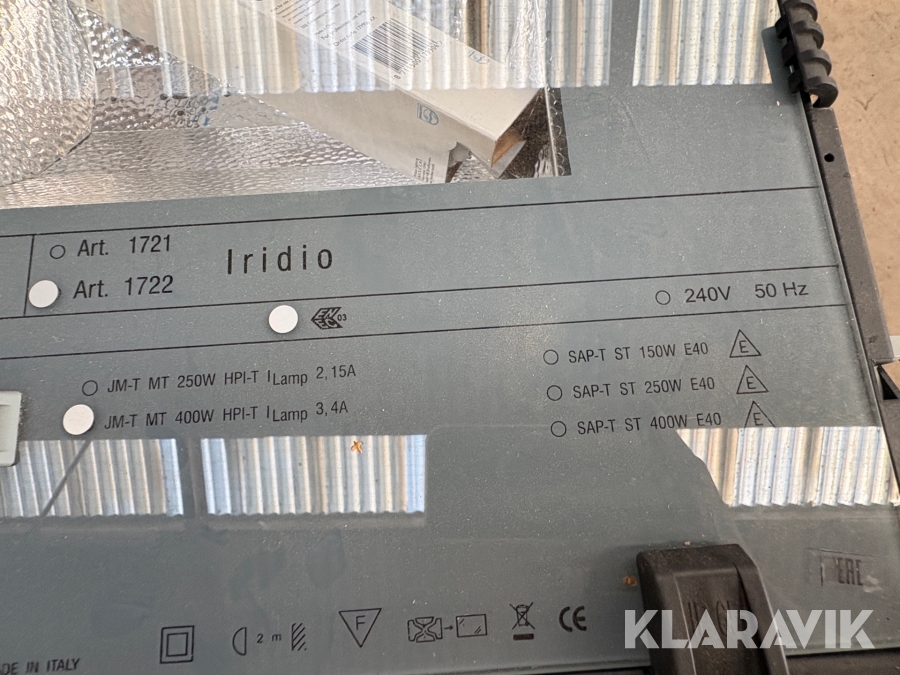 Art. 1721
Art. 1722
Iridio
03
240V 50 Hz
JM-T MT 250W HPI-T ILamp 2,15A
JM-T MT 400W HPI-T ILamp 3,4A
SAP-T ST 150W E40 E
SAP-T ST 250W E40 E
SAP-T ST 400W E40 E
2 m
F
CE
DE IN ITALY
KLARAVIK